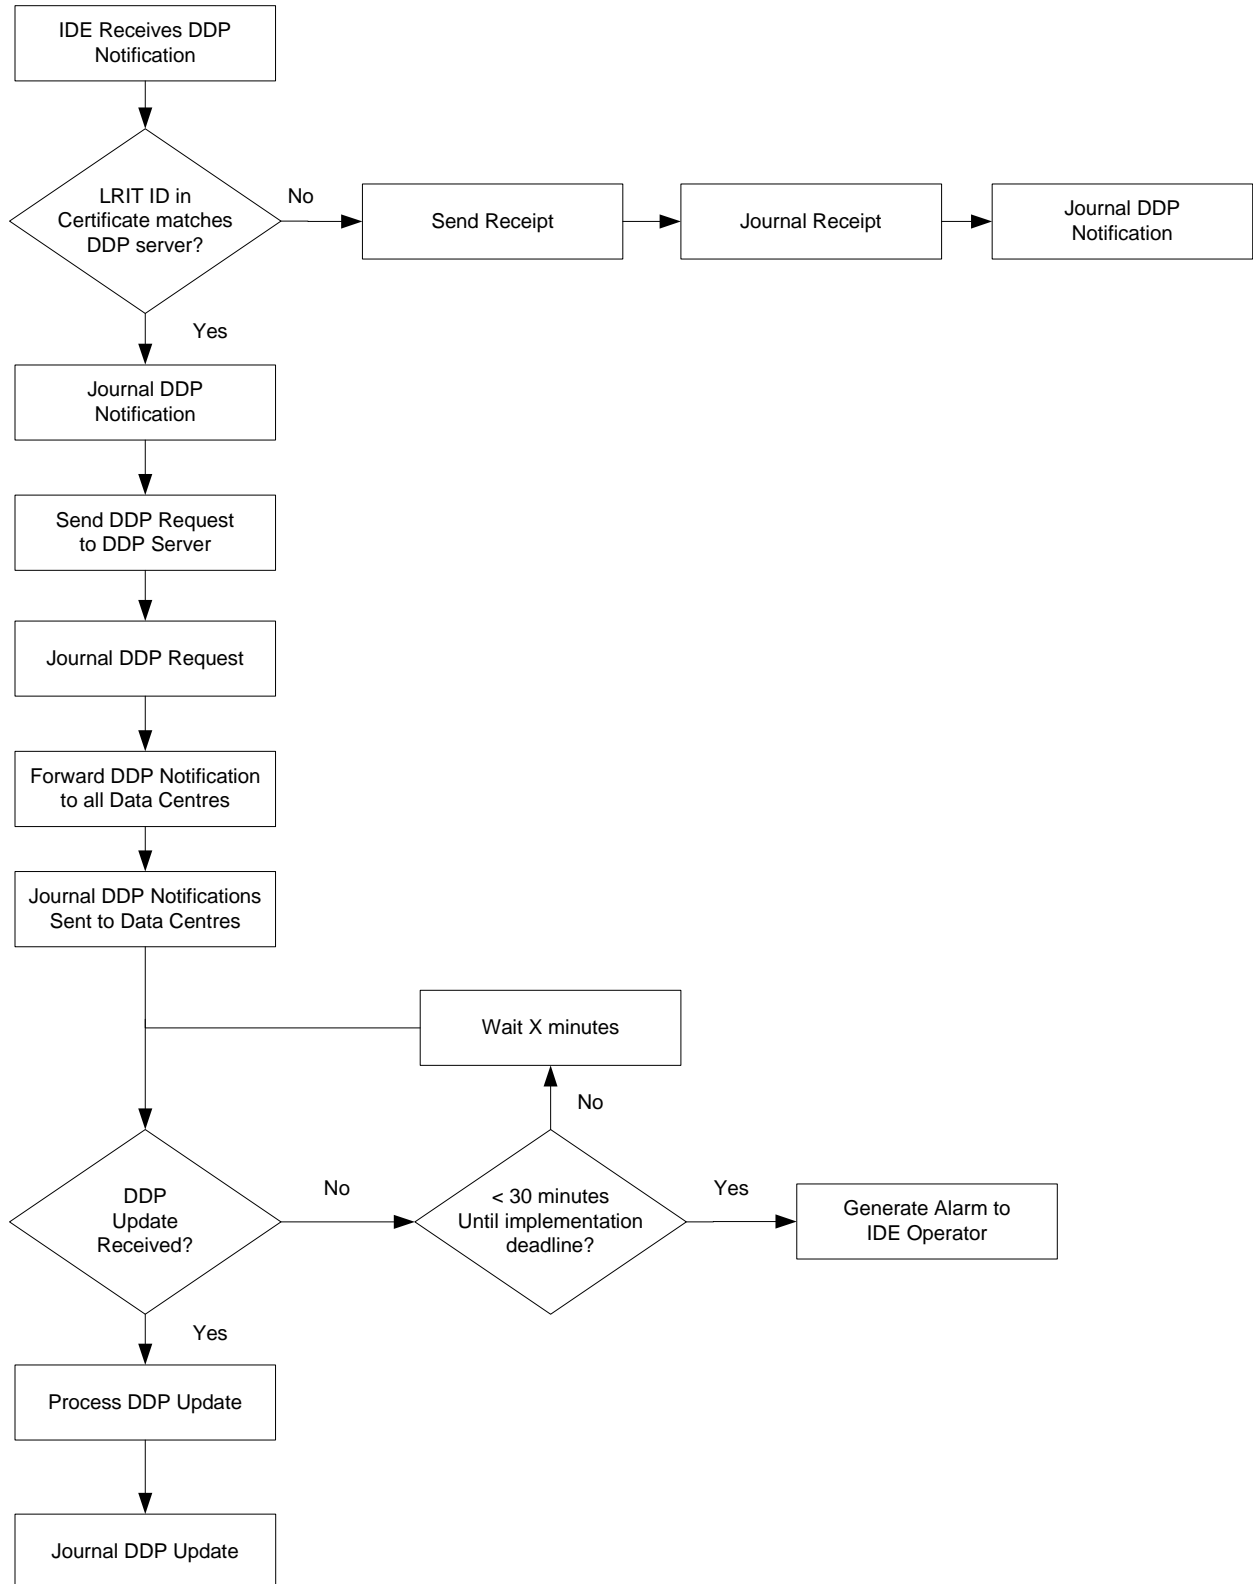 IDE Receives DDP
Notification
LRIT ID in
Certificate matches
DDP server?
No
Send Receipt
Journal Receipt
Journal DDP
Notification
Yes
Journal DDP
Notification
Send DDP Request
to DDP Server
Journal DDP Request
Forward DDP Notification
to all Data Centres
Journal DDP Notifications
Sent to Data Centres
Wait X minutes
No
DDP
Update
Received?
No
< 30 minutes
Until implementation
deadline?
Yes
Generate Alarm to
IDE Operator
Yes
Process DDP Update
Journal DDP Update